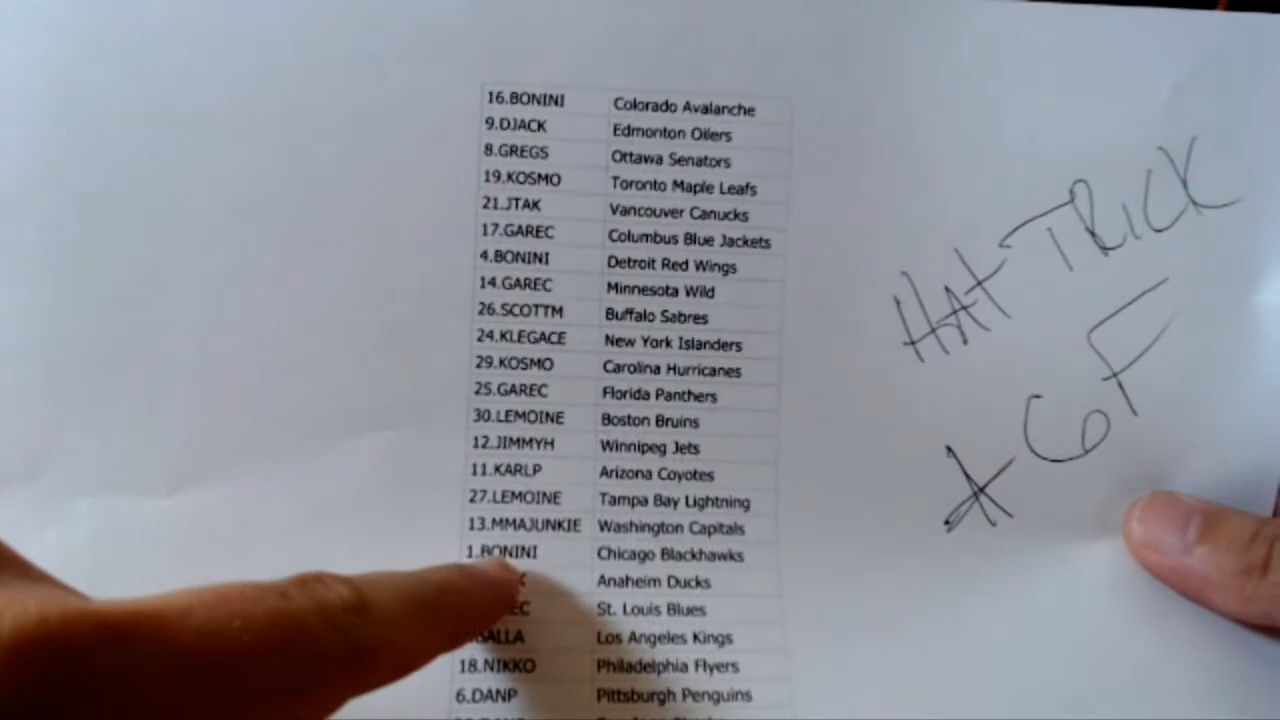 16.BONINI Colorado Avalanche
9.DJACK Edmonton Oilers
8.GREGS Ottawa Senators
19.KOSMO Toronto Maple Leafs
21.JTAK Vancouver Canucks
17.GAREC Columbus Blue Jackets
4.BONINI Detroit Red Wings
14.GAREC Minnesota Wild
26.SCOTTM Buffalo Sabres
24.KLEGACE New York Islanders
29.KOSMO Carolina Hurricanes
25.GAREC Florida Panthers
30.LEMOINE Boston Bruins
12.JIMMYH Winnipeg Jets
11.KARLP Arizona Coyotes
27.LEMOINE Tampa Bay Lightning
13.MMAJUNKIE Washington Capitals
1.BONINI Chicago Blackhawks
Anaheim Ducks
St. Louis Blues
Los Angeles Kings
18.NIKKO Philadelphia Flyers
6.DANP Pittsburgh Penguins
HAT TRICK